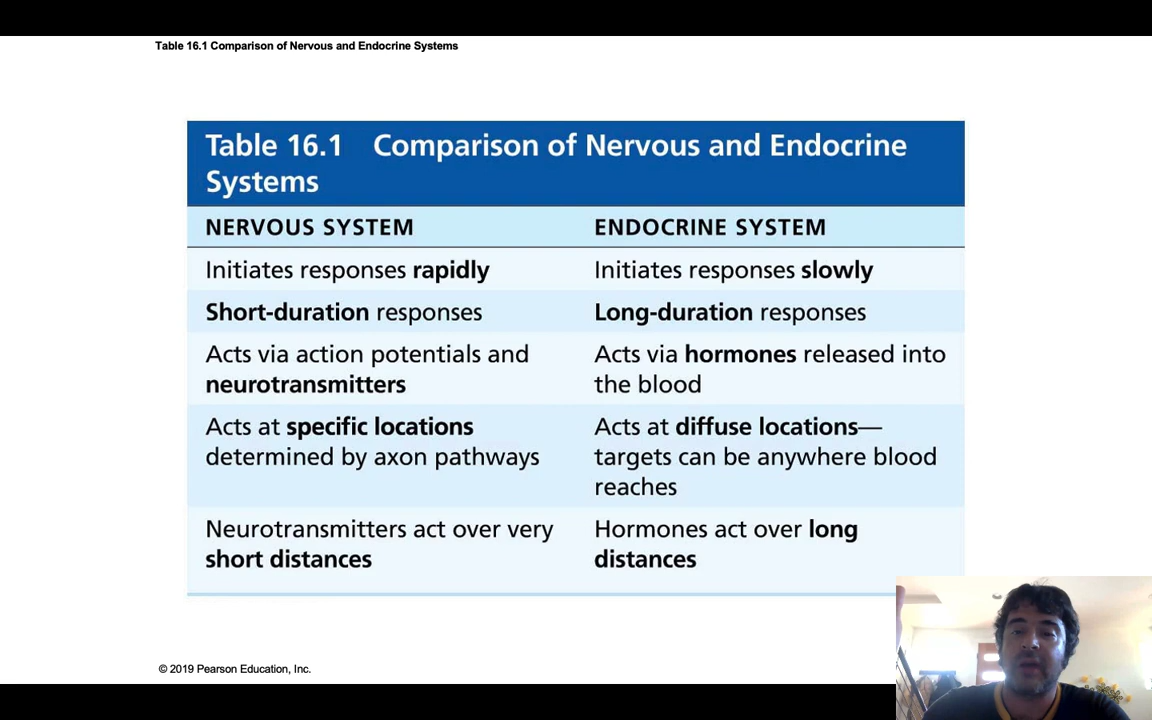 Table 16.1 Comparison of Nervous and Endocrine Systems
Table 16.1 Comparison of Nervous and Endocrine
Systems
NERVOUS SYSTEM
ENDOCRINE SYSTEM
Initiates responses rapidly
Initiates responses slowly
Short-duration responses
Long-duration responses
Acts via action potentials and
neurotransmitters
Acts via hormones released into
the blood
Acts at specific locations
determined by axon pathways
Acts at diffuse locations—
targets can be anywhere blood
reaches
Neurotransmitters act over very
short distances
Hormones act over long
distances
© 2019 Pearson Education, Inc.